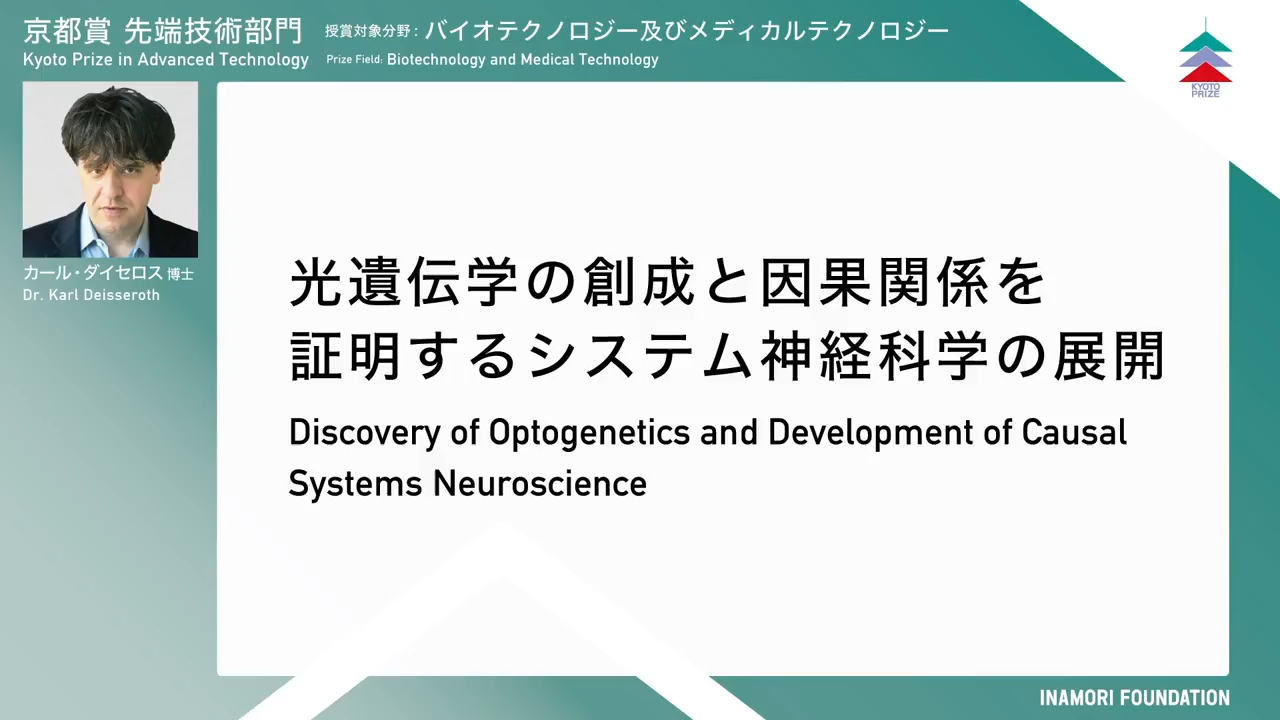 京都賞 先端技術部門 授賞対象分野：バイオテクノロジー及びメディカルテクノロジー
Kyoto Prize in Advanced Technology Prize Field: Biotechnology and Medical Technology
KYOTO
PRIZE
カール・ダイセロス 博士
Dr. Karl Deisseroth
光遺伝学の創成と因果関係を
証明するシステム神経科学の展開
Discovery of Optogenetics and Development of Causal
Systems Neuroscience
INAMORI FOUNDATION